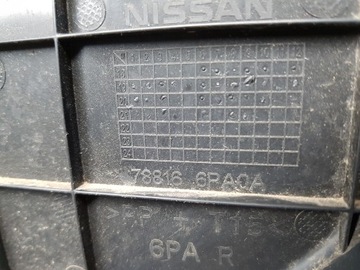 NISSAN
78816 6PA0A
>PP + T15<
6PA R